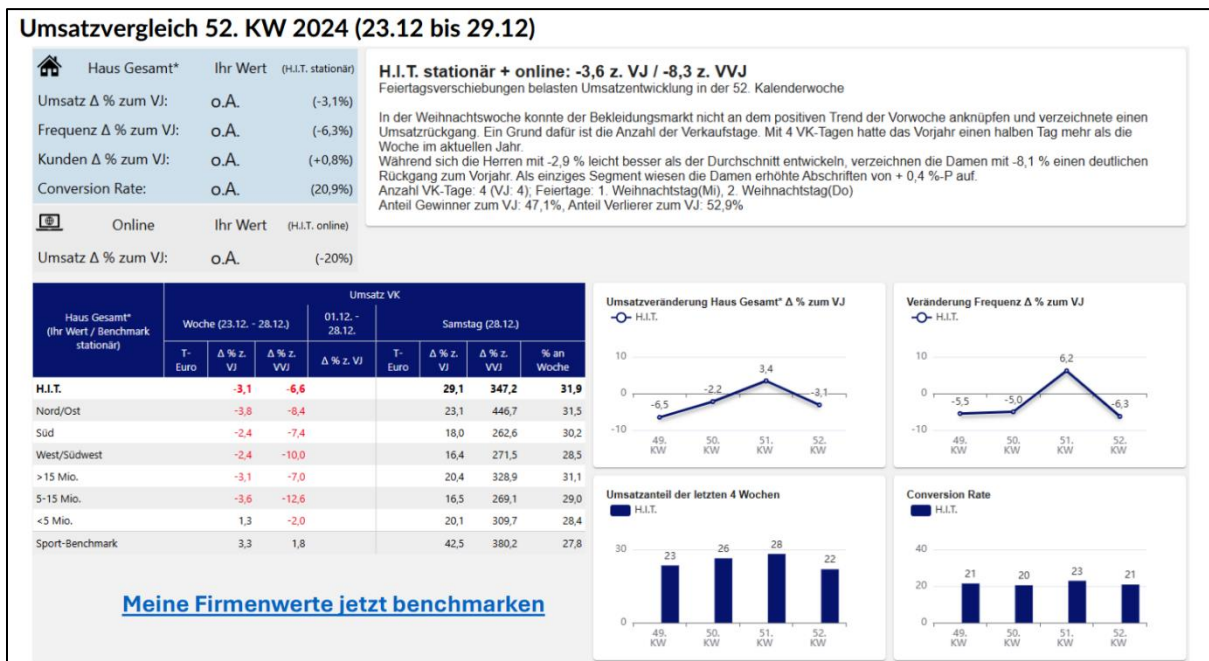 Umsatzvergleich 52. KW 2024 (23.12 bis 29.12)
Haus Gesamt* Ihr Wert (H.I.T. stationär)
Umsatz Δ % zum VJ: o.A. (-3,1%)
Frequenz Δ % zum VJ: o.A. (-6,3%)
Kunden Δ % zum VJ: o.A. (+0,8%)
Conversion Rate: o.A. (20,9%)
Online Ihr Wert (H.I.T. online)
Umsatz Δ % zum VJ: o.A. (-20%)
H.I.T. stationär + online: -3,6 z. VJ / -8,3 z. VVJ
Feiertagsverschiebungen belasten Umsatzentwicklung in der 52. Kalenderwoche
In der Weihnachtswoche konnte der Bekleidungsmarkt nicht an dem positiven Trend der Vorwoche anknüpfen und verzeichnete einen
Umsatzrückgang. Ein Grund dafür ist die Anzahl der Verkaufstage. Mit 4 VK-Tagen hatte das Vorjahr einen halben Tag mehr als die
Woche im aktuellen Jahr.
Während sich die Herren mit -2,9 % leicht besser als der Durchschnitt entwickeln, verzeichnen die Damen mit -8,1 % einen deutlichen
Rückgang zum Vorjahr. Als einziges Segment wiesen die Damen erhöhte Abschriften von + 0,4 %-P auf.
Anzahl VK-Tage: 4 (VJ: 4); Feiertage: 1. Weihnachtstag(Mi), 2. Weihnachtstag(Do)
Anteil Gewinner zum VJ: 47,1%, Anteil Verlierer zum VJ: 52,9%
Haus Gesamt*
(Ihr Wert / Benchmark
stationär)
Umsatz VK
Woche (23.12. - 28.12.)
01.12. -
28.12.
Samstag (28.12.)
T-
Euro
Δ % z.
VJ
Δ % z.
VVJ
Δ % z. VJ
T-
Euro
Δ % z.
VJ
Δ % z.
VVJ
% an
Woche
H.I.T. -3,1 -6,6 29,1 347,2 31,9
Nord/Ost -3,8 -8,4 23,1 446,7 31,5
Süd -2,4 -7,4 18,0 262,6 30,2
West/Südwest -2,4 -10,0 16,4 271,5 28,5
>15 Mio. -3,1 -7,0 20,4 328,9 31,1
5-15 Mio. -3,6 -12,6 16,5 269,1 29,0
<5 Mio. 1,3 -2,0 20,1 309,7 28,4
Sport-Benchmark 3,3 1,8 42,5 380,2 27,8
Meine Firmenwerte jetzt benchmarken
Umsatzveränderung Haus Gesamt* Δ % zum VJ
H.I.T.
10
0
-10
-6,5 -2,2 3,4 -3,1
49. 50. 51. 52.
KW KW KW KW
Veränderung Frequenz Δ % zum VJ
H.I.T.
10
0
-10
-5,5 -5,0 6,2 -6,3
49. 50. 51. 52.
KW KW KW KW
Umsatzanteil der letzten 4 Wochen
H.I.T.
30
0
23 26 28 22
49. 50. 51. 52.
KW KW KW KW
Conversion Rate
H.I.T.
40
20
0
21 20 23 21
49. 50. 51. 52.
KW KW KW KW